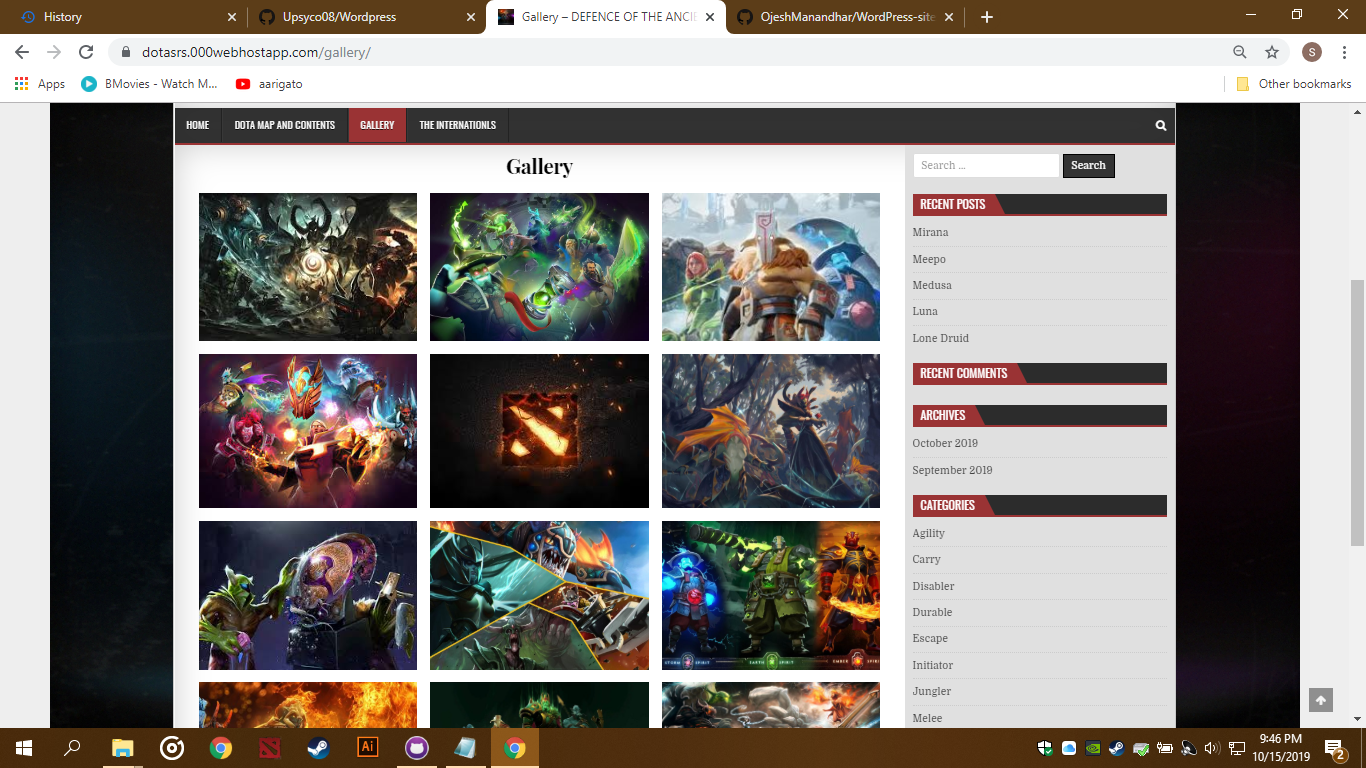 History
Upsyco08/Wordpress
Gallery – DEFENCE OF THE ANCIE
OjeshManandhar/WordPress-site
dotasrs.000webhostapp.com/gallery/
S
Apps
BMovies - Watch M...
aarigato
Other bookmarks
HOME
DOTA MAP AND CONTENTS
GALLERY
THE INTERNATIONLS
Gallery
Search ...
Search
RECENT POSTS
Mirana
Meepo
Medusa
Luna
Lone Druid
RECENT COMMENTS
ARCHIVES
October 2019
September 2019
CATEGORIES
Agility
Carry
Disabler
Durable
Escape
Initiator
Jungler
Melee
STORM SPIRIT
EARTH SPIRIT
EMBER SPIRIT
Ai
9:46 PM
10/15/2019
2